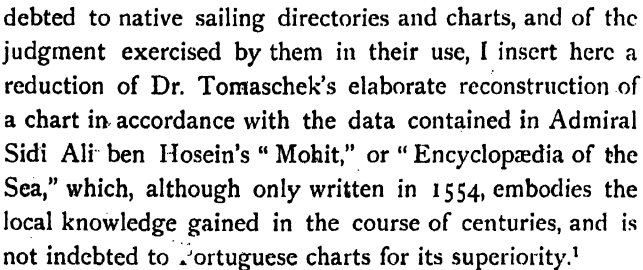 debted to native sailing directories and charts, and of the
judgment exercised by them in their use, I insert here a
reduction of Dr. Tomaschek's elaborate reconstruction of
a chart in accordance with the data contained in Admiral
Sidi Ali ben Hosein's “ Mohit,” or “ Encyclopædia of the
Sea,” which, although only written in 1554, embodies the
local knowledge gained in the course of centuries, and is
not indebted to Portuguese charts for its superiority.¹